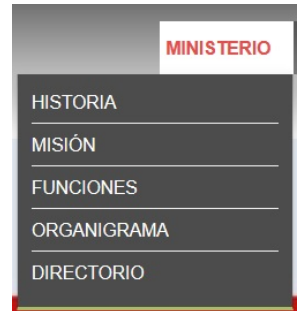 MINISTERIO
HISTORIA
MISIÓN
FUNCIONES
ORGANIGRAMA
DIRECTORIO